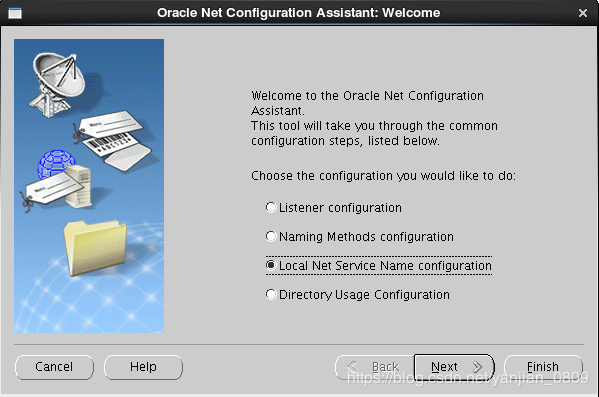 Oracle Net Configuration Assistant: Welcome
Welcome to the Oracle Net Configuration
Assistant.
This tool will take you through the common
configuration steps, listed below.
Choose the configuration you would like to do:
Listener configuration
Naming Methods configuration
Local Net Service Name configuration
Directory Usage Configuration
Cancel
Help
Back
Next
Finish
https://blog.csdn.net/yanjian_0809